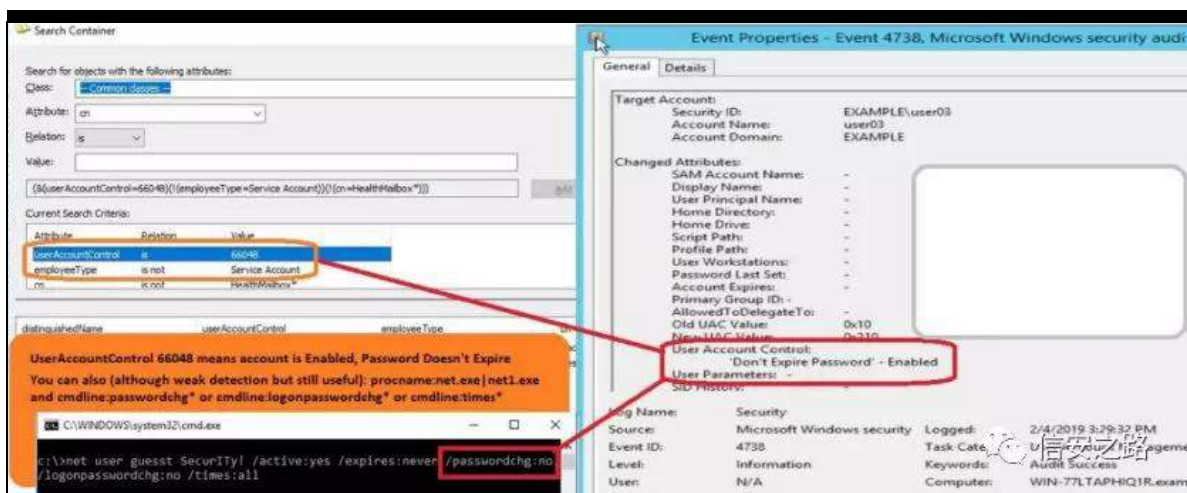 Search Container
Search for objects with the following attributes:
Class:
-- Common classes --
Attribute:
cn
Relation:
is
Value:
(&(userAccountControl=66048)(!(employeeType=Service Account))(!(cn=HealthMailbox*)))
Add
Current Search Criteria:
Attribute Relation Value
userAccountControl is 66048
employeeType is not Service Account
cn is not HealthMailbox*
distinguishedName userAccountControl employeeType cn
UserAccountControl 66048 means account is Enabled, Password Doesn't Expire
You can also (although weak detection but still useful): procname:net.exe|net1.exe
and cmdline:passwordchg* or cmdline:logonpasswordchg* or cmdline:times*
C:\WINDOWS\system32\cmd.exe
c:\>net user guesst SecurITy! /active:yes /expires:never /passwordchg:no
/logonpasswordchg:no /times:all
Event Properties - Event 4738, Microsoft Windows security audi
General Details
Target Account:
Security ID: EXAMPLE\user03
Account Name: user03
Account Domain: EXAMPLE
Changed Attributes:
SAM Account Name: -
Display Name: -
User Principal Name: -
Home Directory: -
Home Drive: -
Script Path: -
Profile Path: -
User Workstations: -
Password Last Set: -
Account Expires: -
Primary Group ID: -
AllowedToDelegateTo: -
Old UAC Value: 0x10
New UAC Value: 0x210
User Account Control:
'Don't Expire Password' - Enabled
User Parameters: -
SID History: -
Log Name: Security
Source: Microsoft Windows security Logged: 2/4/2019 3:29:32 PM
Event ID: 4738 Task Cate
Level: Information Keywords: Audit Success
User: N/A Computer: WIN-77LTAPHIQ1R.exam
信安之路